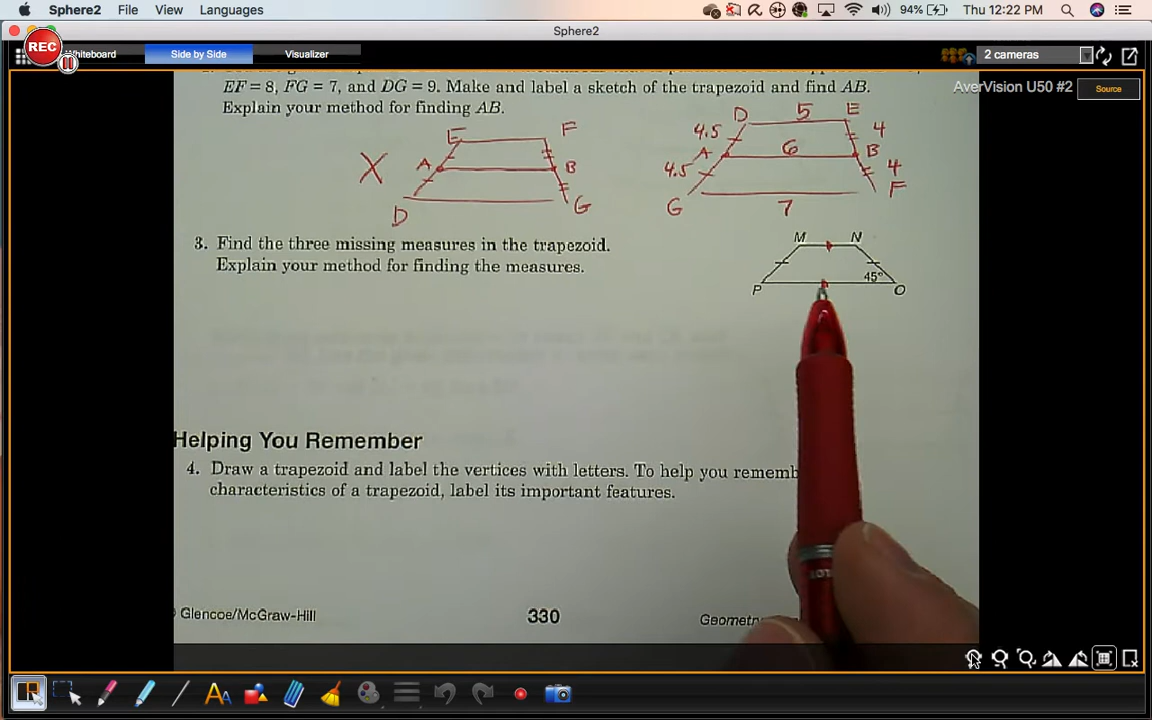 Sphere2 File View Languages 94% Thu 12:22 PM
Sphere2
REC Whiteboard Side by Side Visualizer 2 cameras
AverVision U50 #2 Source
EF = 8, FG = 7, and DG = 9. Make and label a sketch of the trapezoid and find AB.
Explain your method for finding AB.
E F
X A B
D G
D 5 E
4.5 4
A 6 B
4.5 4
G 7 F
3. Find the three missing measures in the trapezoid.
Explain your method for finding the measures.
M N
45°
P O
Helping You Remember
4. Draw a trapezoid and label the vertices with letters. To help you rememb
characteristics of a trapezoid, label its important features.
Glencoe/McGraw-Hill 330 Geometr